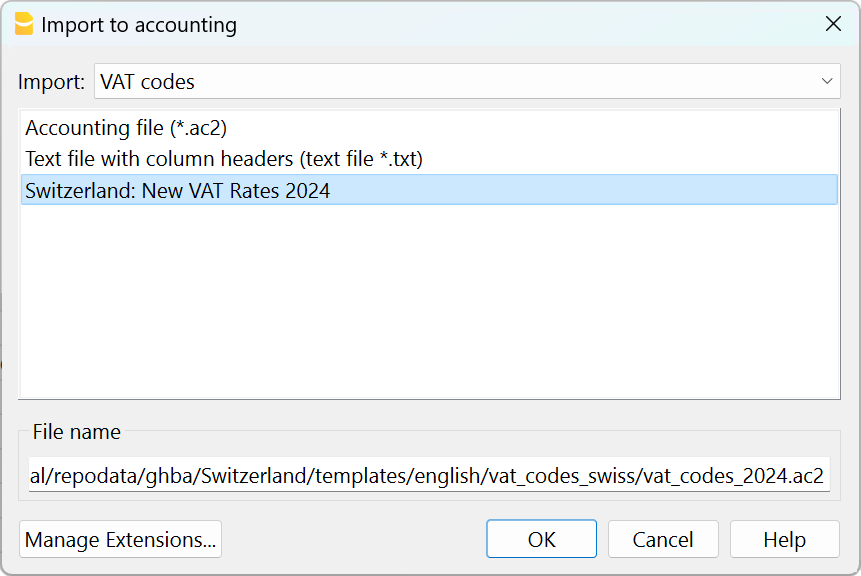 Import to accounting
Import: VAT codes
Accounting file (*.ac2)
Text file with column headers (text file *.txt)
Switzerland: New VAT Rates 2024
File name
al/repodata/ghba/Switzerland/templates/english/vat_codes_swiss/vat_codes_2024.ac2
Manage Extensions... OK Cancel Help